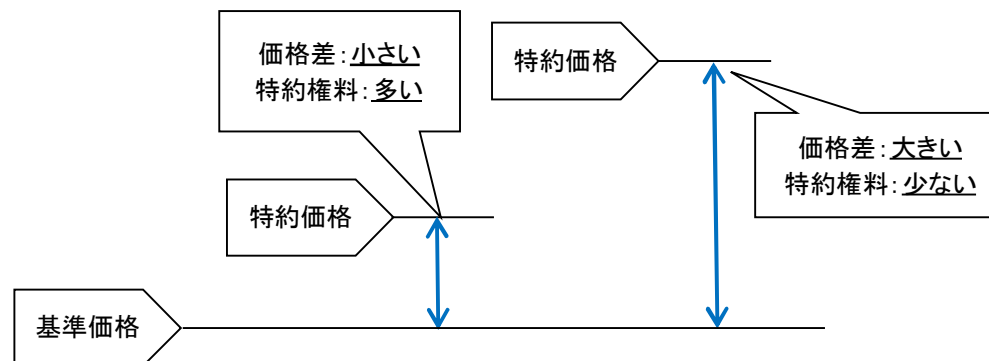 価格差：小さい
特約権料：多い
特約価格
価格差：大きい
特約権料：少ない
特約価格
基準価格